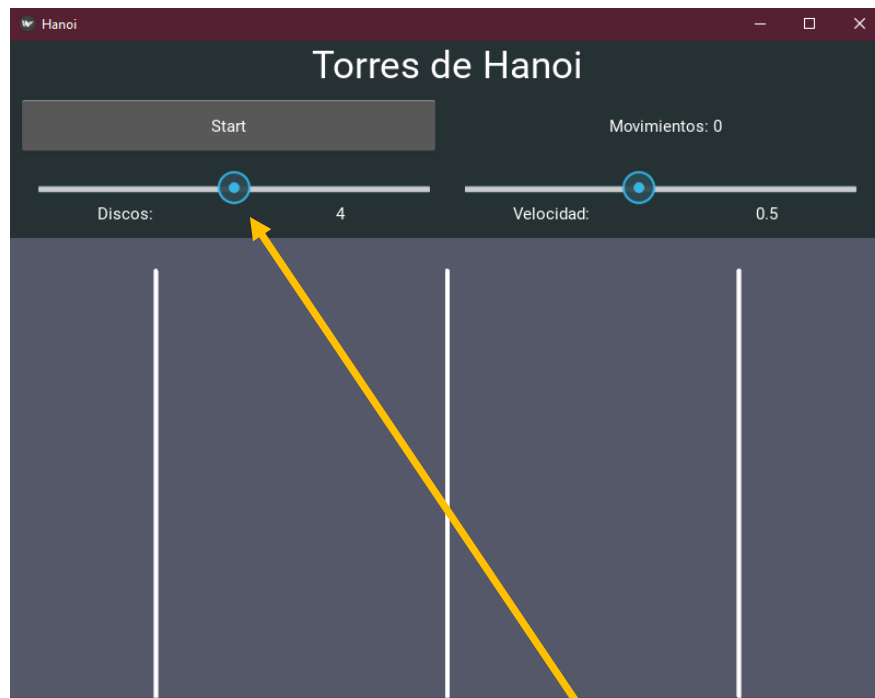 Hanoi
Torres de Hanoi
Start
Movimientos: 0
Discos: 4
Velocidad: 0.5